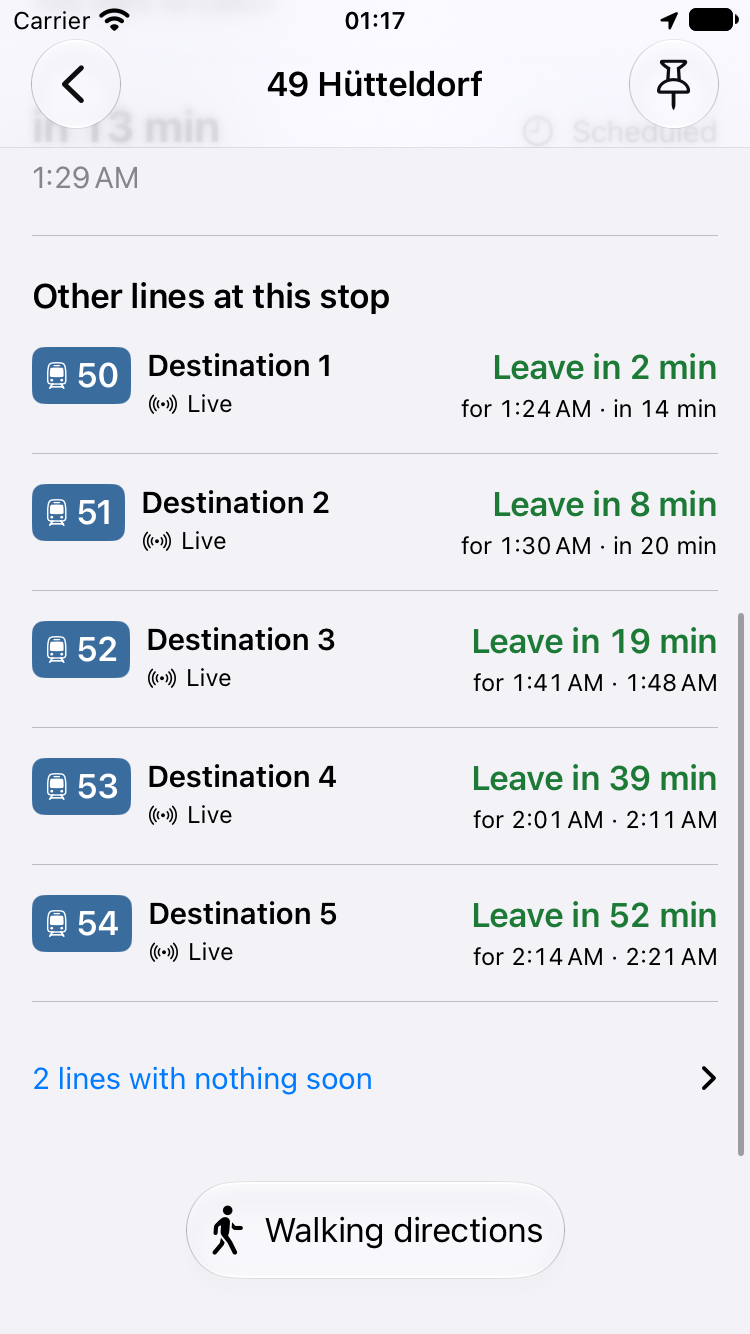 Carrier 01:17
49 Hütteldorf
in 13 min Scheduled
1:29 AM
Other lines at this stop
50 Destination 1 Leave in 2 min
Live for 1:24 AM · in 14 min
51 Destination 2 Leave in 8 min
Live for 1:30 AM · in 20 min
52 Destination 3 Leave in 19 min
Live for 1:41 AM · 1:48 AM
53 Destination 4 Leave in 39 min
Live for 2:01 AM · 2:11 AM
54 Destination 5 Leave in 52 min
Live for 2:14 AM · 2:21 AM
2 lines with nothing soon
Walking directions